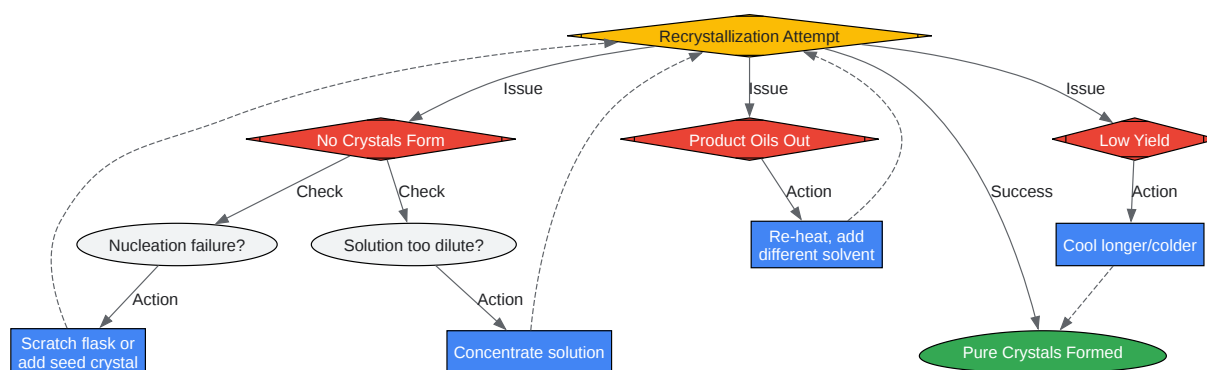 Recrystallization Attempt
Issue
Issue
Issue
No Crystals Form
Product Oils Out
Low Yield
Check
Check
Action
Success
Action
Nucleation failure?
Solution too dilute?
Re-heat, add
different solvent
Cool longer/colder
Action
Action
Scratch flask or
add seed crystal
Concentrate solution
Pure Crystals Formed